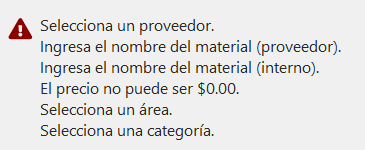 Selecciona un proveedor.
Ingresa el nombre del material (proveedor).
Ingresa el nombre del material (interno).
El precio no puede ser $0.00.
Selecciona un área.
Selecciona una categoría.